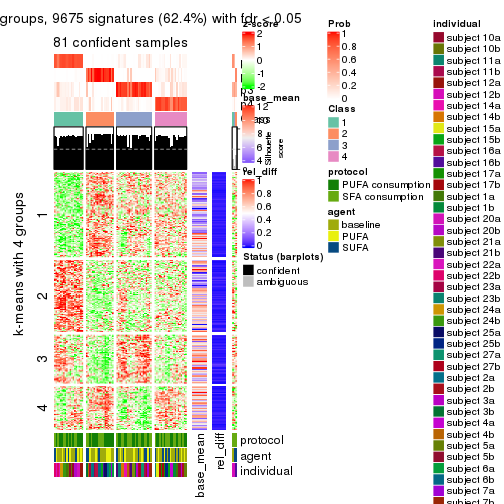 groups, 9675 signatures (62.4%) with fdr < 0.05
81 confident samples
k-means with 4 groups
1
2
3
4
z-score
2
1
0
-1
-2
base_mean
12
10
8
6
4
Silhouette
score
rel_diff
1
0.8
0.6
0.4
0.2
0
Status (barplots)
confident
ambiguous
protocol
agent
individual
base_mean
rel_diff
Prob
1
0.8
0.6
0.4
0.2
0
Class
1
2
3
4
protocol
PUFA consumption
SFA consumption
agent
baseline
PUFA
SUFA
individual
subject 10a
subject 10b
subject 11a
subject 11b
subject 12a
subject 12b
subject 14a
subject 14b
subject 15a
subject 15b
subject 16a
subject 16b
subject 17a
subject 17b
subject 1a
subject 1b
subject 20a
subject 20b
subject 21a
subject 21b
subject 22a
subject 22b
subject 23a
subject 23b
subject 24a
subject 24b
subject 25a
subject 25b
subject 27a
subject 27b
subject 2a
subject 2b
subject 3a
subject 3b
subject 4a
subject 4b
subject 5a
subject 5b
subject 6a
subject 6b
subject 7a
subject 7b